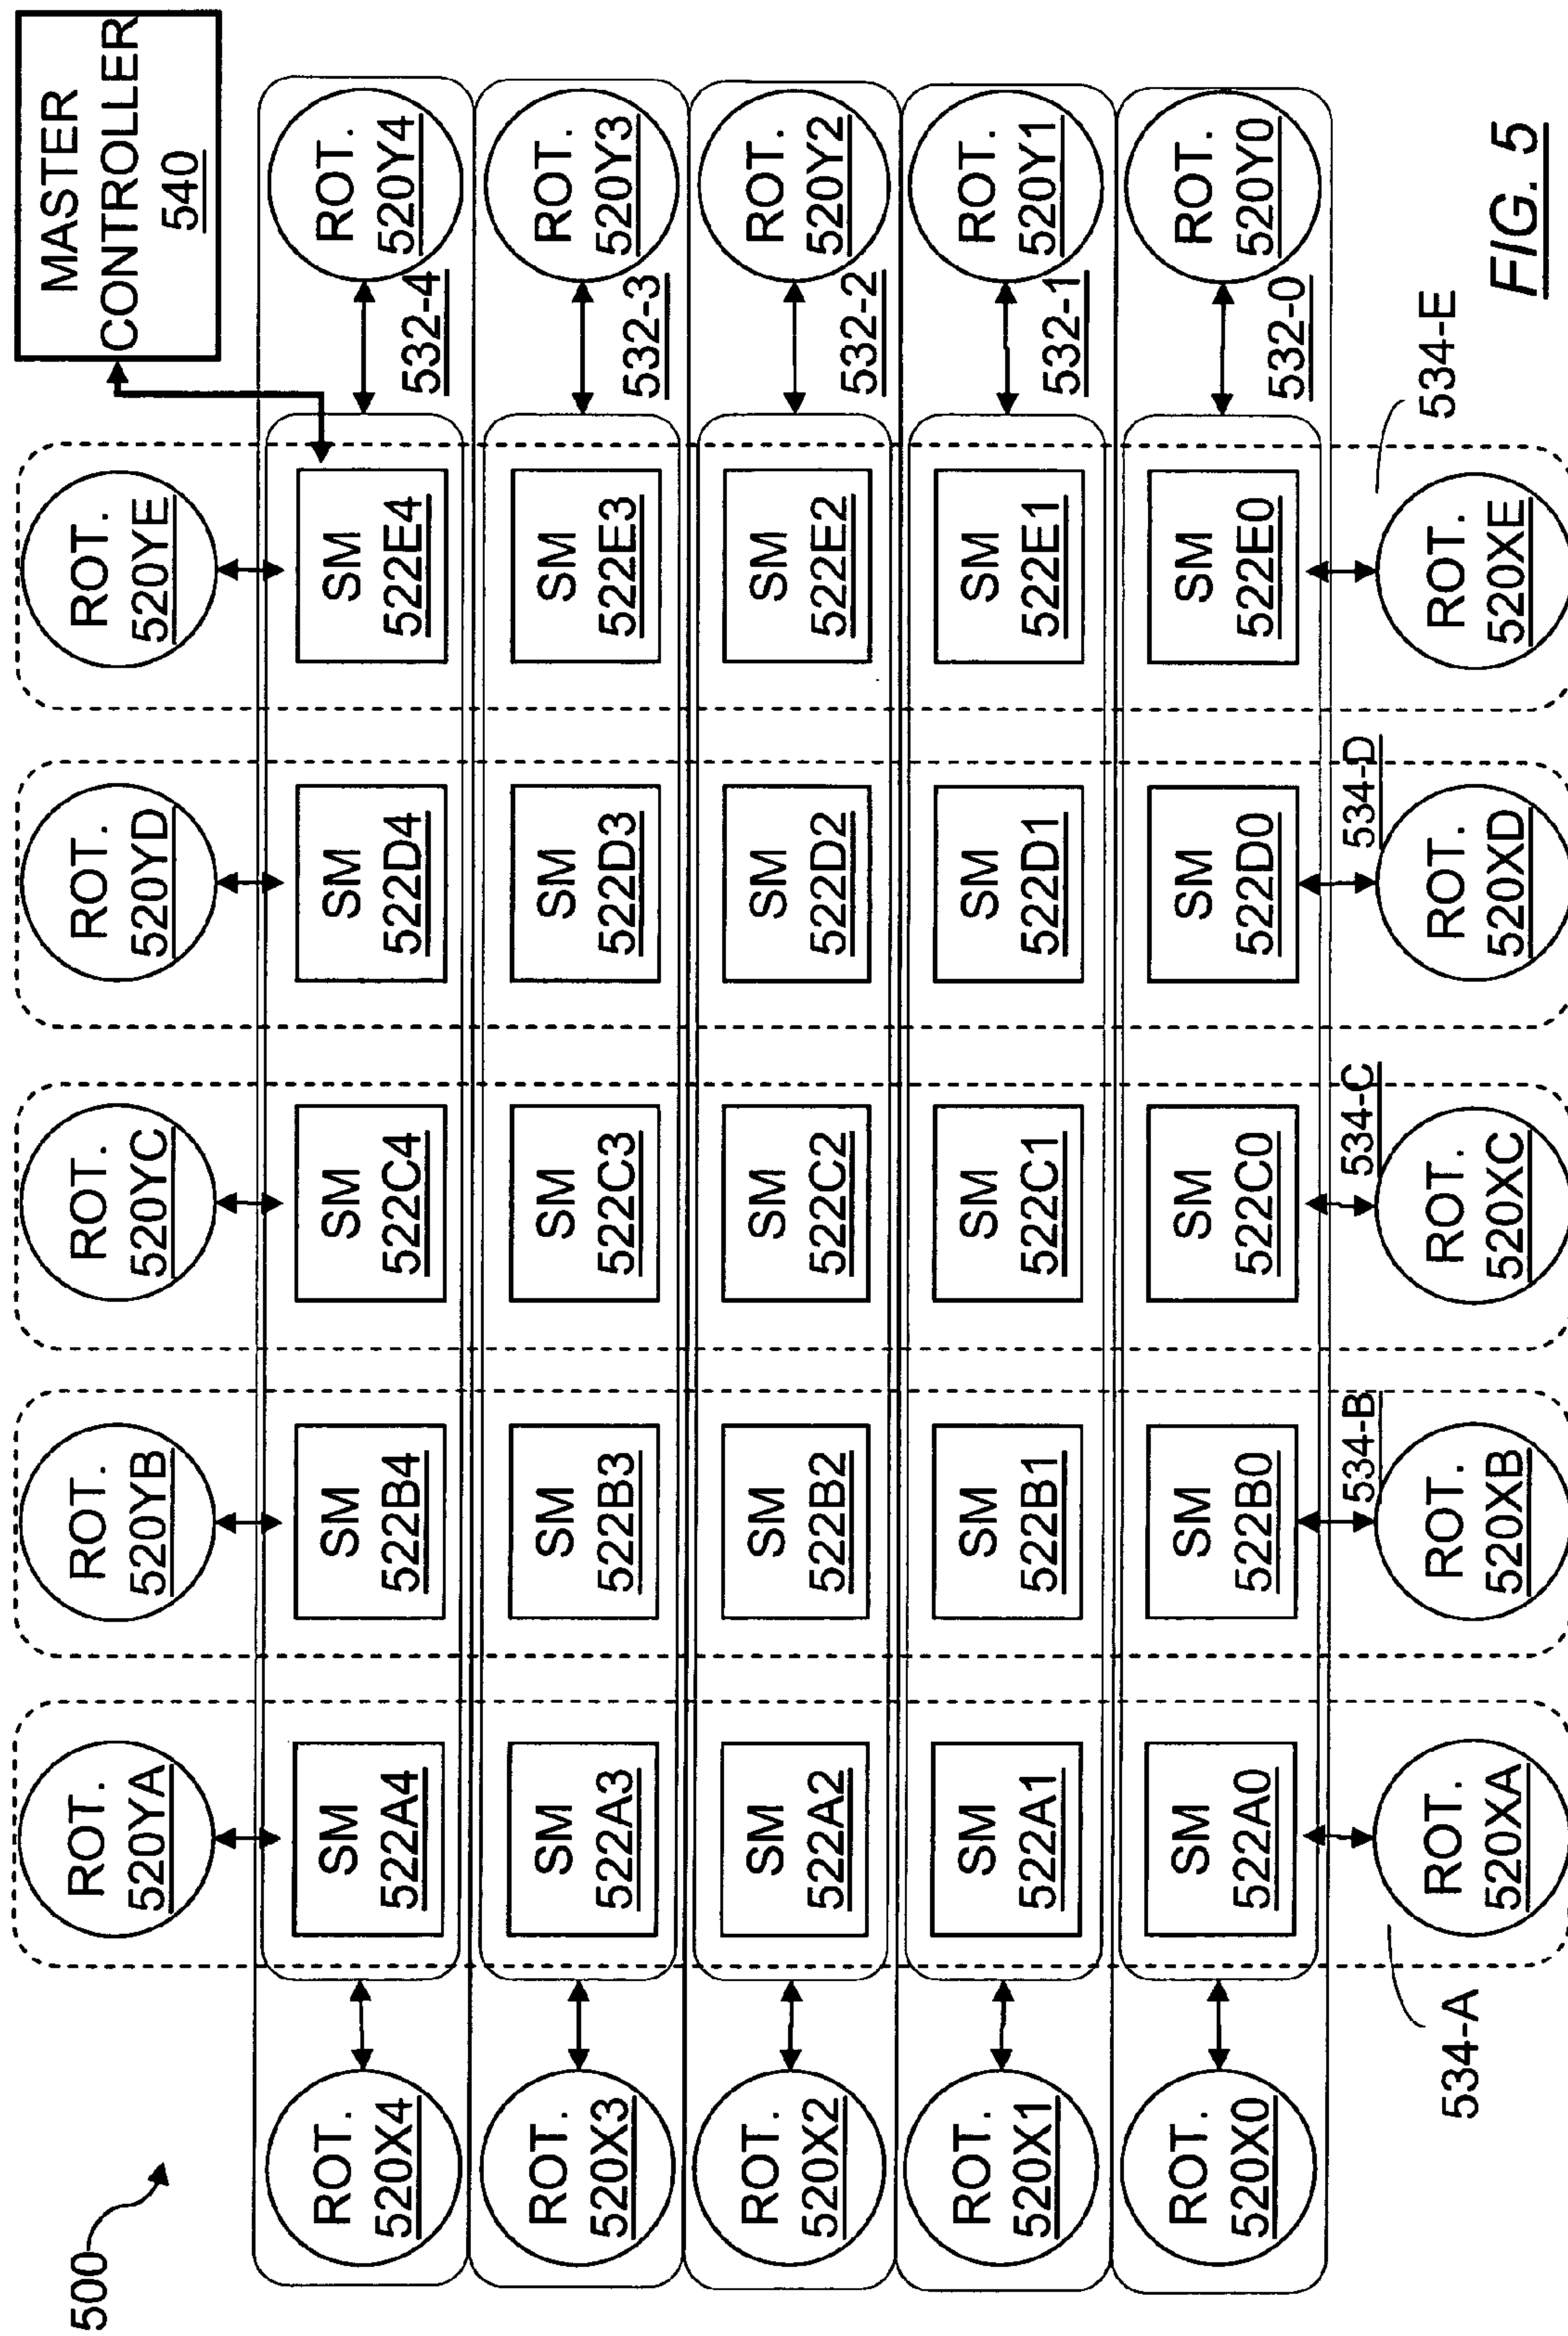 500
ROT.
520YA
ROT.
520YB
ROT.
520YC
ROT.
520YD
ROT.
520YE
MASTER
CONTROLLER
540
ROT.
520X4
SM
522A4
SM
522B4
SM
522C4
SM
522D4
SM
522E4
532-4
ROT.
520Y4
ROT.
520X3
SM
522A3
SM
522B3
SM
522C3
SM
522D3
SM
522E3
532-3
ROT.
520Y3
ROT.
520X2
SM
522A2
SM
522B2
SM
522C2
SM
522D2
SM
522E2
532-2
ROT.
520Y2
ROT.
520X1
SM
522A1
SM
522B1
SM
522C1
SM
522D1
SM
522E1
532-1
ROT.
520Y1
ROT.
520X0
SM
522A0
SM
522B0
SM
522C0
SM
522D0
SM
522E0
532-0
ROT.
520Y0
534-A
ROT.
520XA
534-B
ROT.
520XB
534-C
ROT.
520XC
534-D
ROT.
520XD
534-E
ROT.
520XE
FIG. 5